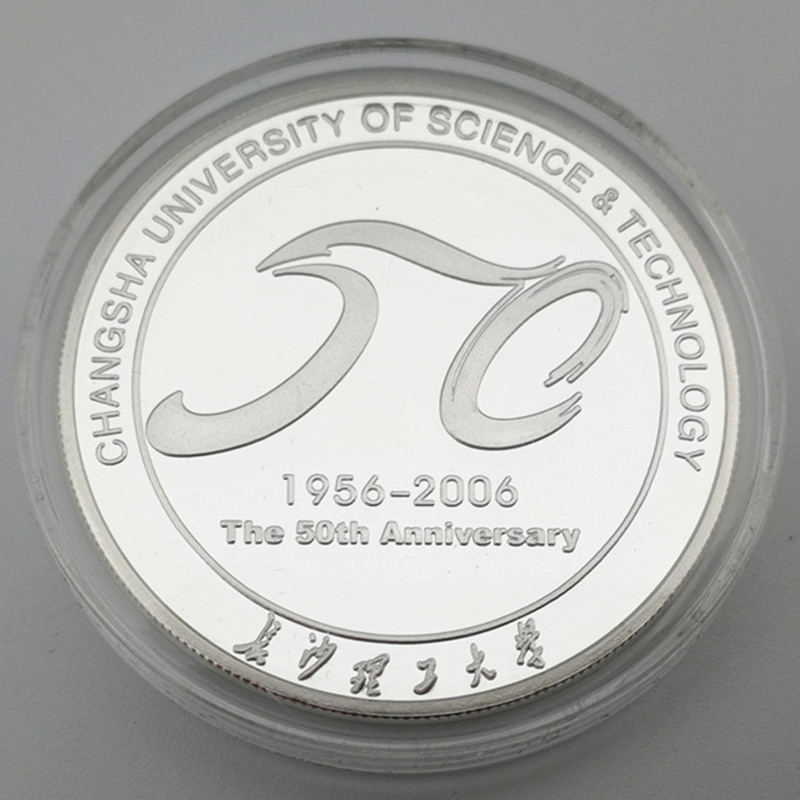 CHANGSHA UNIVERSITY OF SCIENCE & TECHNOLOGY
50
1956-2006
The 50th Anniversary
长沙理工大学